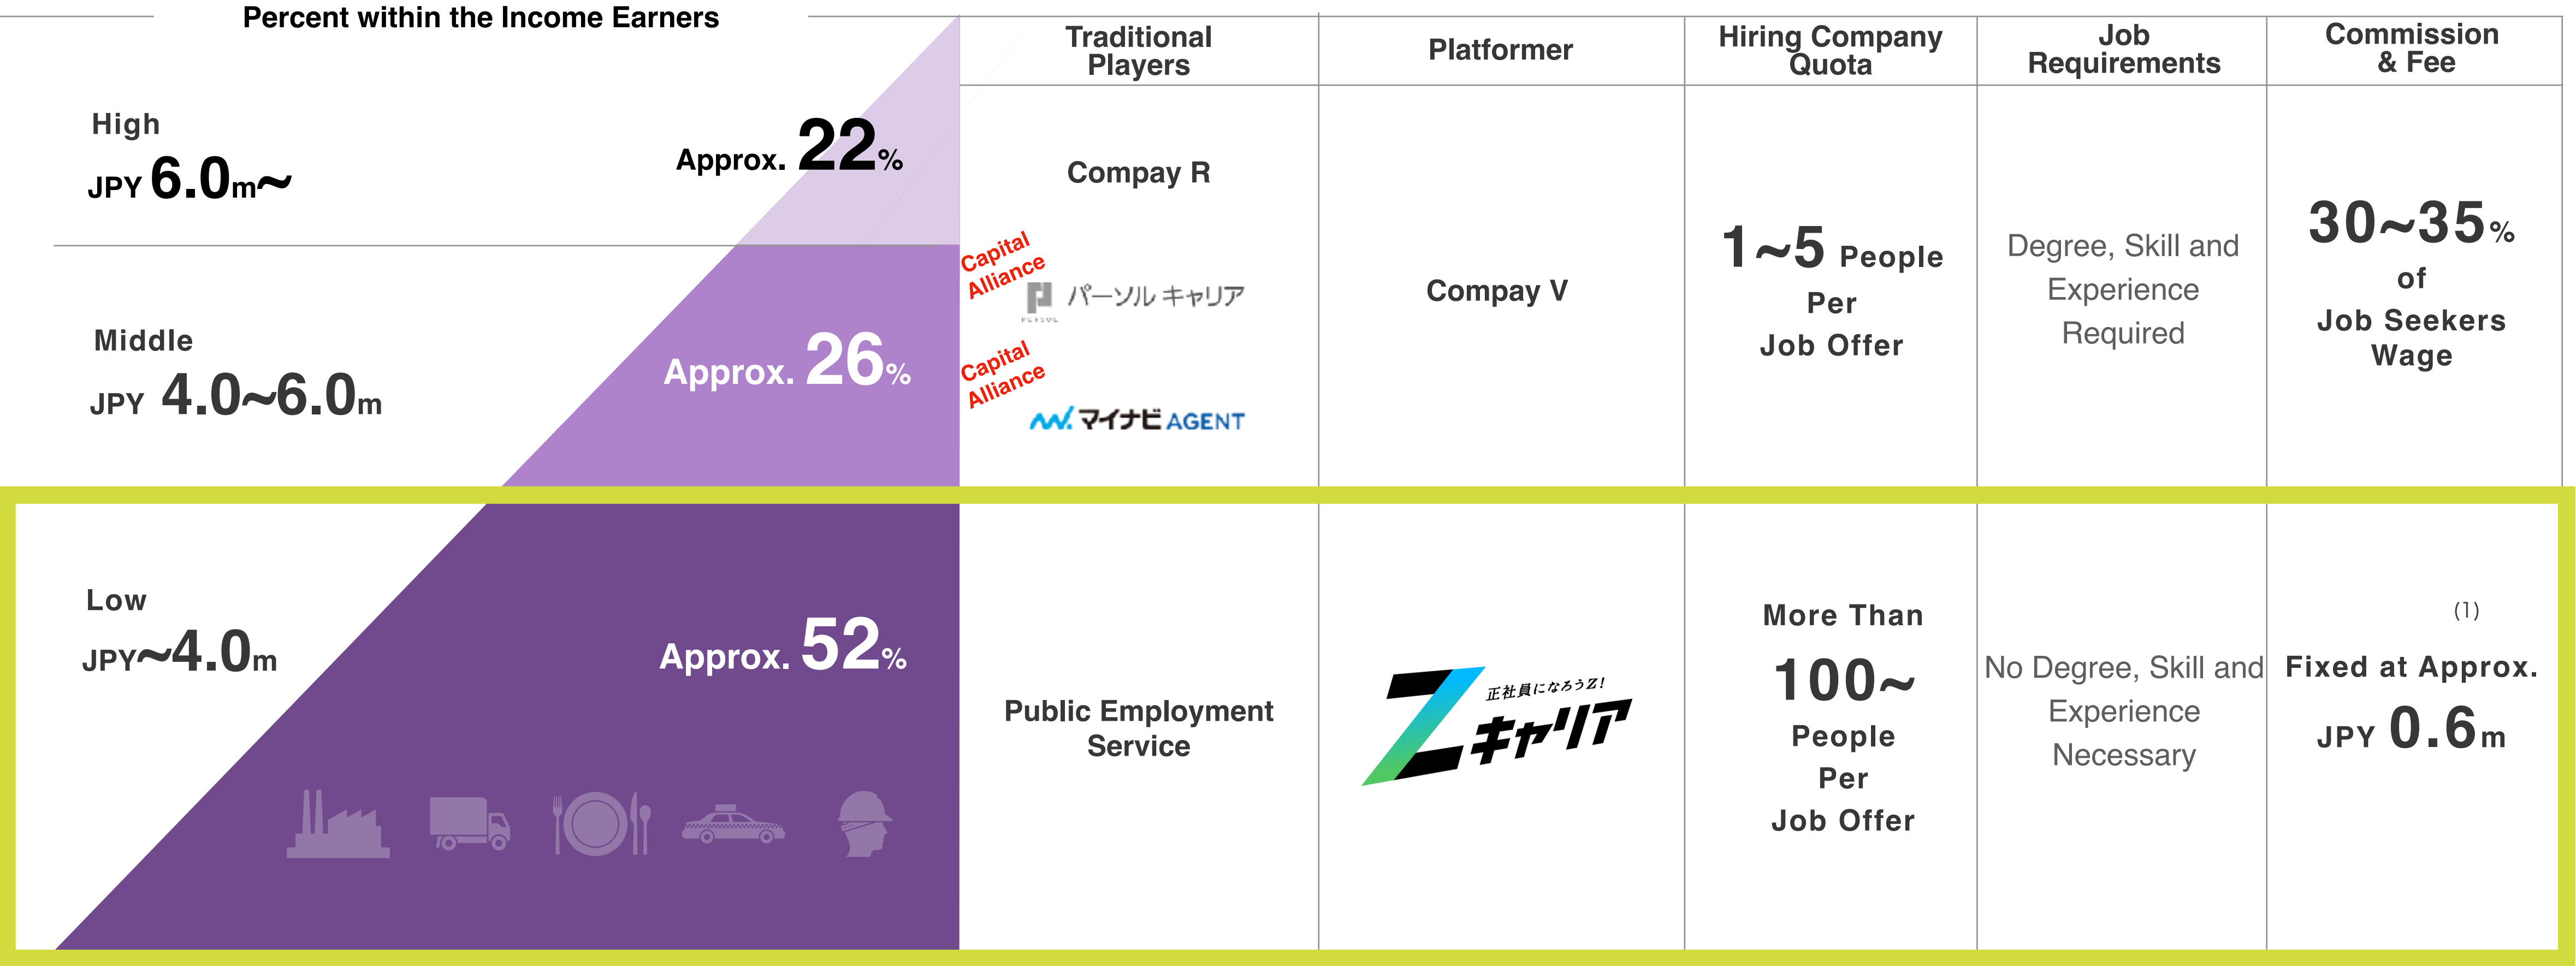 Percent within the Income Earners
Traditional
Players
Platformer
Hiring Company
Quota
Job
Requirements
Commission
& Fee
High
JPY 6.0m~
Approx. 22%
Compay R
Capital
Alliance
パーソル キャリア
PERSOL
Middle
JPY 4.0~6.0m
Approx. 26%
Capital
Alliance
マイナビ AGENT
Compay V
1~5 People
Per
Job Offer
Degree, Skill and
Experience
Required
30~35%
of
Job Seekers
Wage
Low
JPY~4.0m
Approx. 52%
Public Employment
Service
正社員になろうZ!
Zキャリア
More Than
100~
People
Per
Job Offer
No Degree, Skill and
Experience
Necessary
(1)
Fixed at Approx.
JPY 0.6m